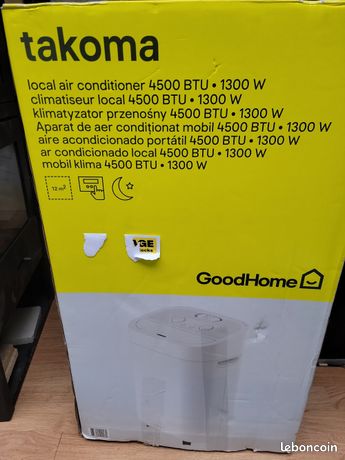 takoma
local air conditioner 4500 BTU • 1300 W
climatiseur local 4500 BTU • 1300 W
klimatyzator przenośny 4500 BTU • 1300 W
Aparat de aer condiționat mobil 4500 BTU • 1300 W
aire acondicionado portátil 4500 BTU • 1300 W
ar condicionado local 4500 BTU • 1300 W
mobil klima 4500 BTU • 1300 W
12 m²
GoodHome
leboncoin